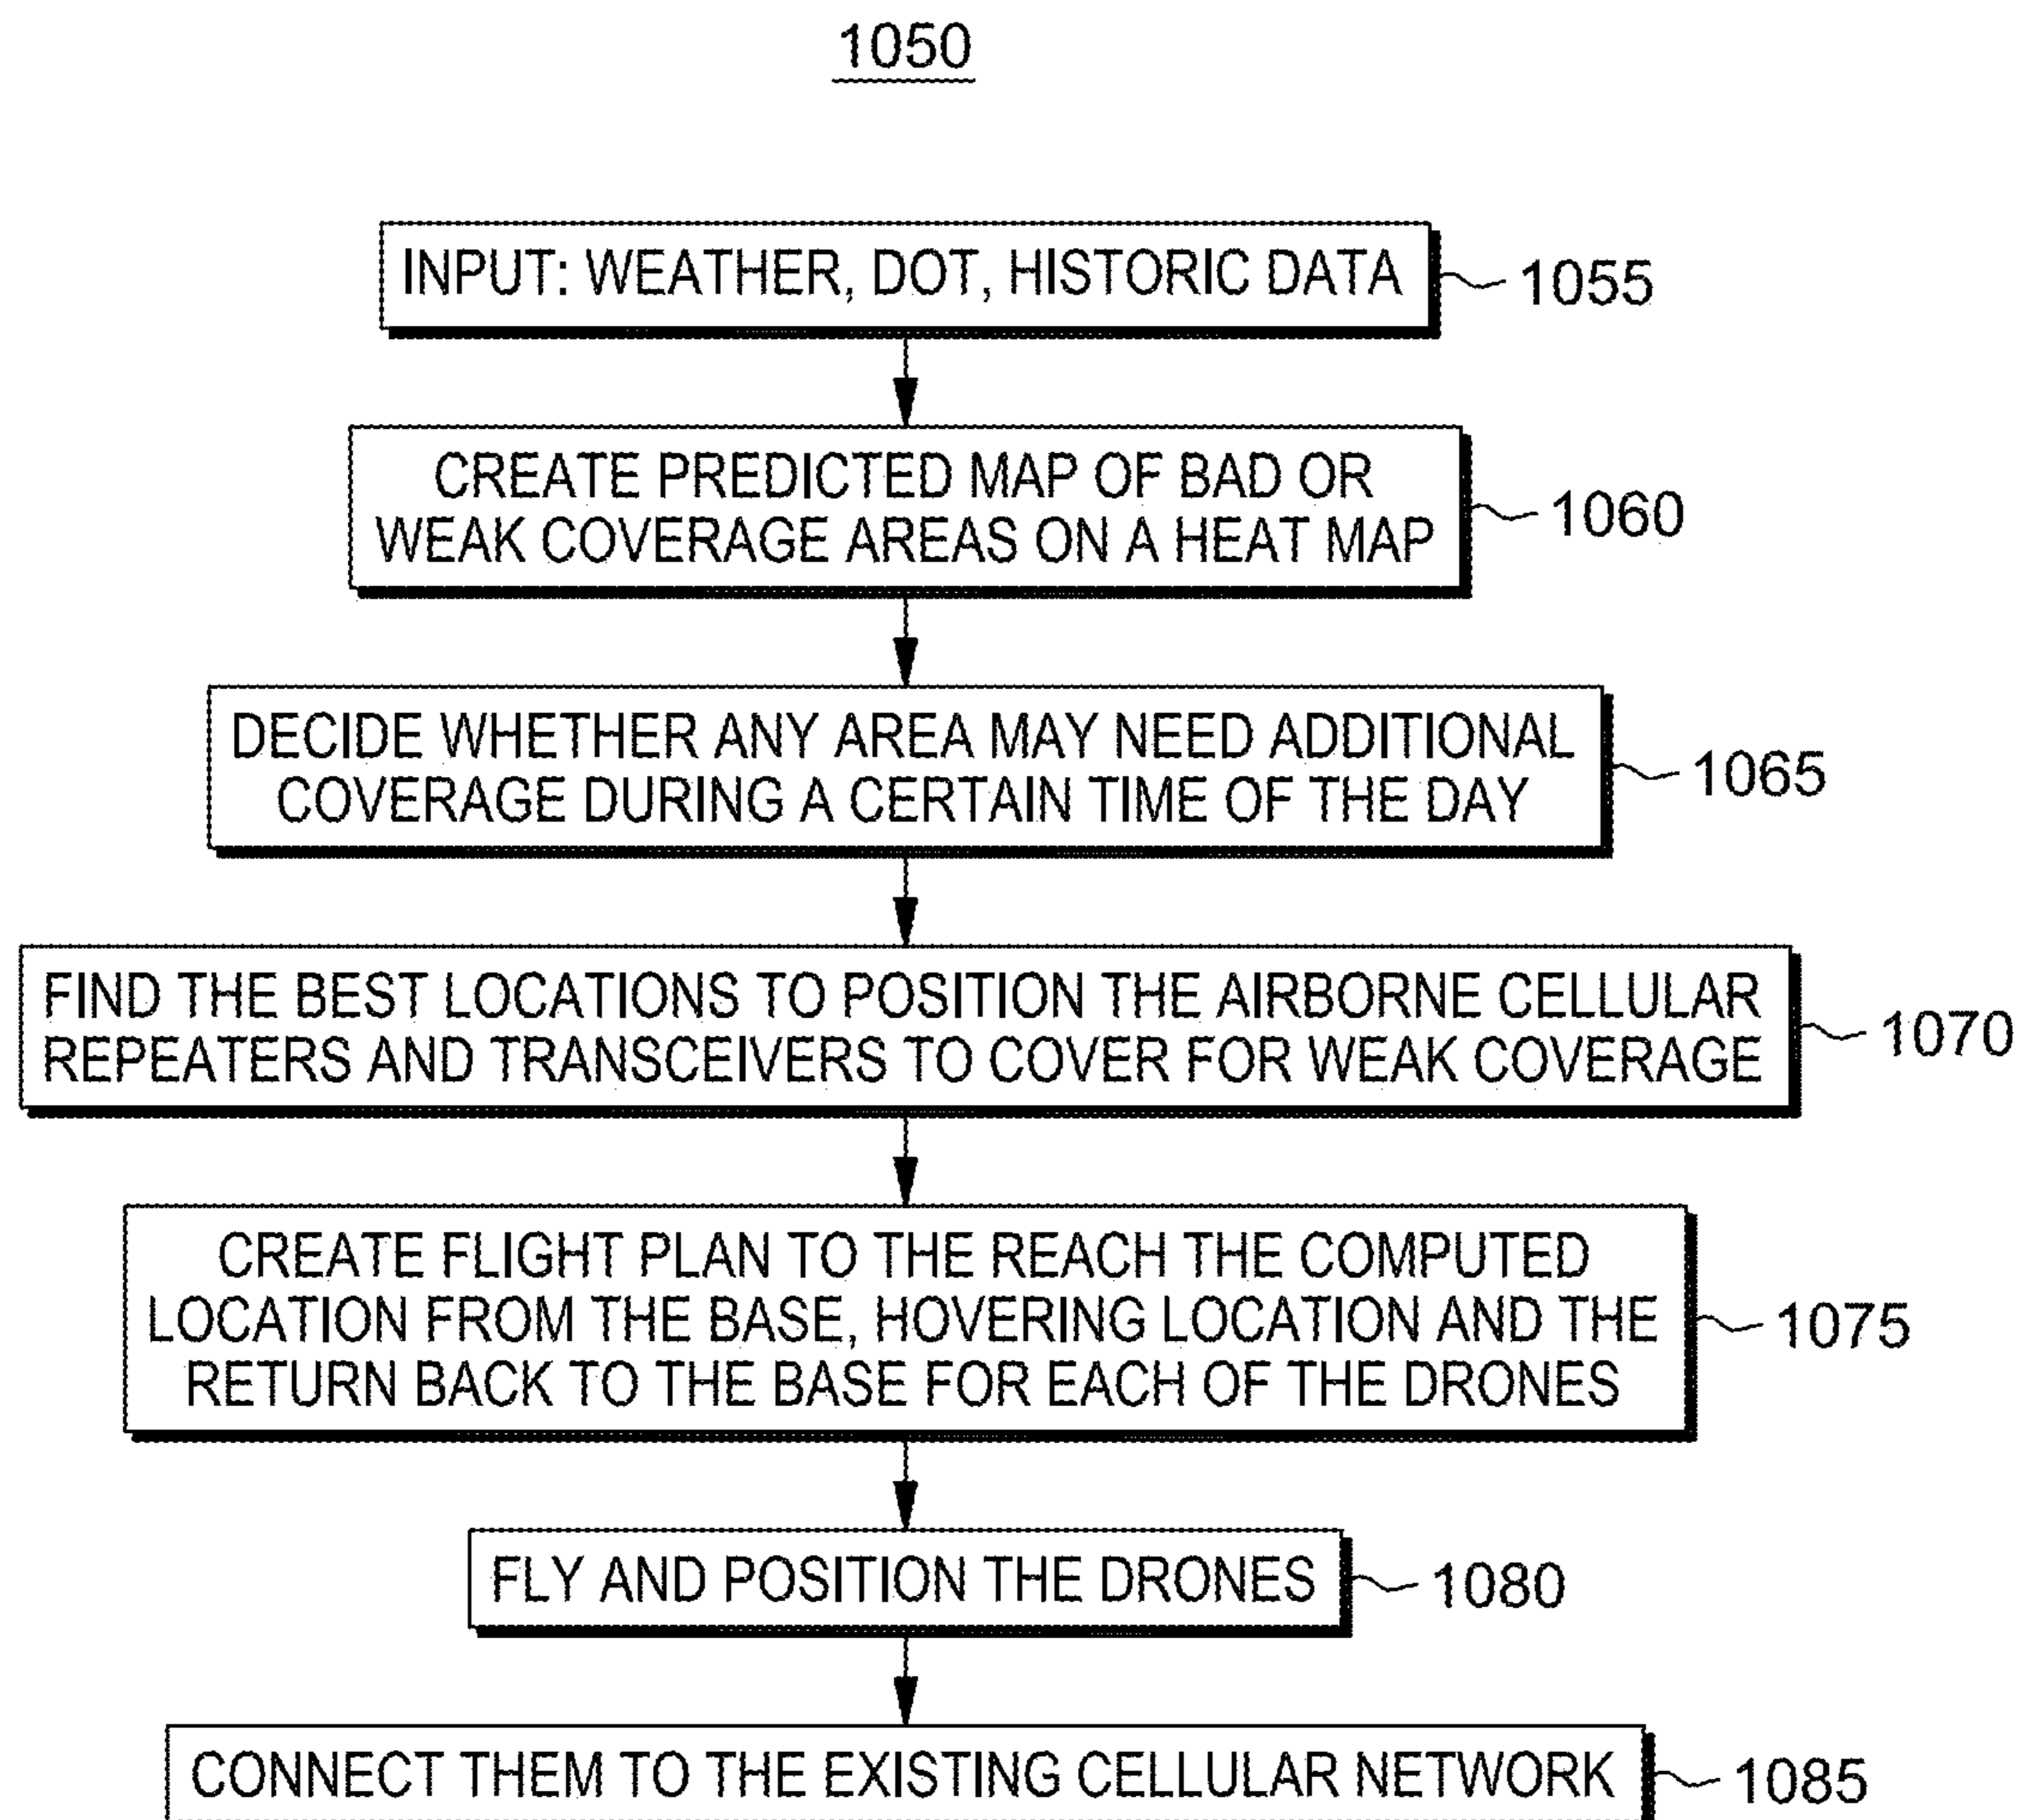 1050
INPUT: WEATHER, DOT, HISTORIC DATA
1055
CREATE PREDICTED MAP OF BAD OR
WEAK COVERAGE AREAS ON A HEAT MAP
1060
DECIDE WHETHER ANY AREA MAY NEED ADDITIONAL
COVERAGE DURING A CERTAIN TIME OF THE DAY
1065
FIND THE BEST LOCATIONS TO POSITION THE AIRBORNE CELLULAR
REPEATERS AND TRANSCEIVERS TO COVER FOR WEAK COVERAGE
1070
CREATE FLIGHT PLAN TO THE REACH THE COMPUTED
LOCATION FROM THE BASE, HOVERING LOCATION AND THE
RETURN BACK TO THE BASE FOR EACH OF THE DRONES
1075
FLY AND POSITION THE DRONES
1080
CONNECT THEM TO THE EXISTING CELLULAR NETWORK
1085